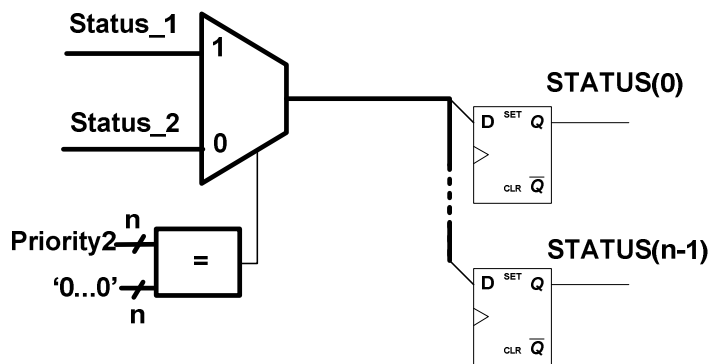 Status_1
1
STATUS(0)
D SET Q
Status_2
0
CLR Q
n
Priority2
=
STATUS(n-1)
‘0...0’
n
D SET Q
CLR Q